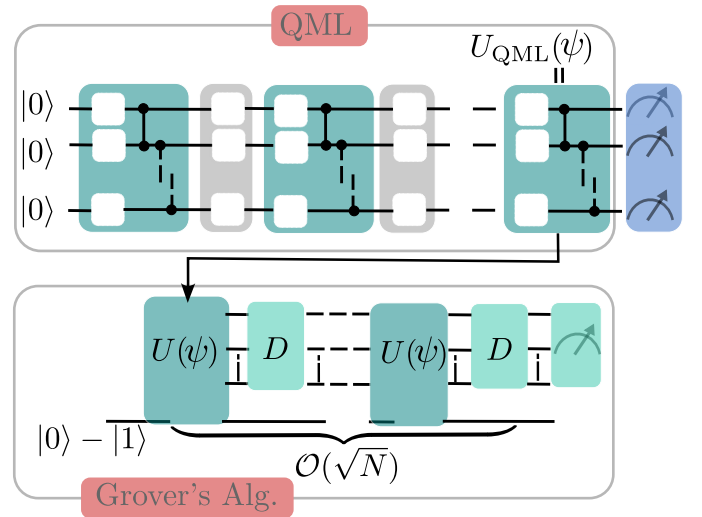 QML
U_QML(ψ)
|0⟩
|0⟩
|0⟩
U(ψ) D U(ψ) D
|0⟩ − |1⟩
𝒪(√N)
Grover's Alg.